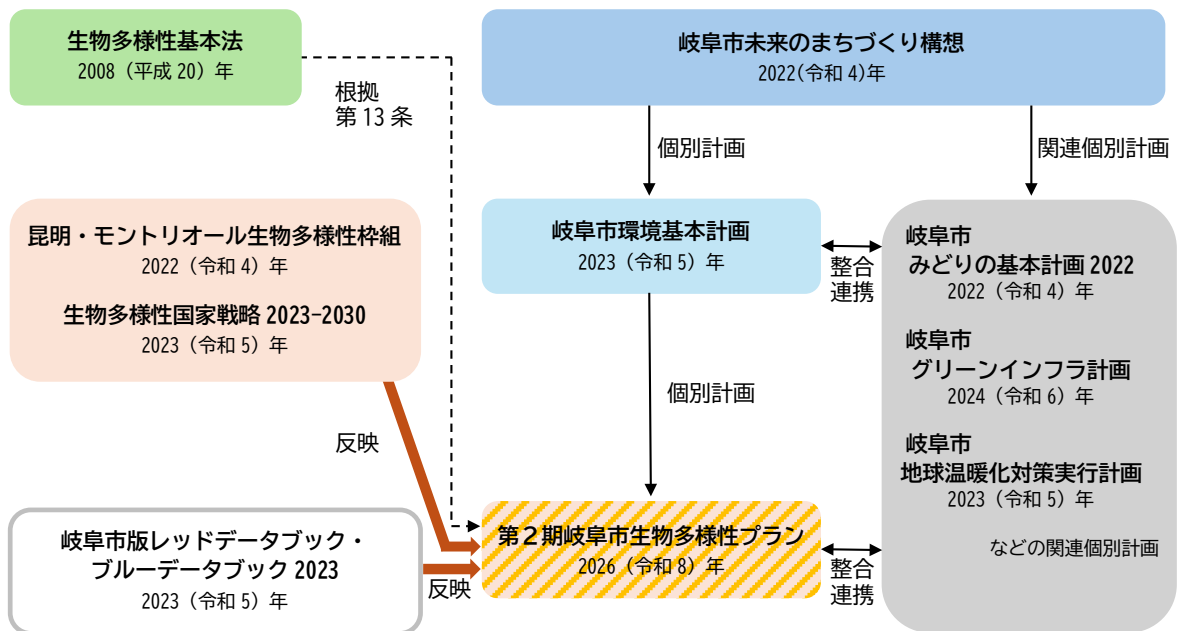 生物多様性基本法
2008（平成 20）年
岐阜市未来のまちづくり構想
2022(令和 4)年
根拠
第 13 条
個別計画
関連個別計画
昆明・モントリオール生物多様性枠組
2022（令和 4）年
生物多様性国家戦略 2023-2030
2023（令和 5）年
岐阜市環境基本計画
2023（令和 5）年
整合
連携
岐阜市
みどりの基本計画 2022
2022（令和 4）年
岐阜市
グリーンインフラ計画
2024（令和 6）年
岐阜市
地球温暖化対策実行計画
2023（令和 5）年
などの関連個別計画
個別計画
反映
岐阜市版レッドデータブック・
ブルーデータブック 2023
2023（令和 5）年
反映
第２期岐阜市生物多様性プラン
2026（令和 8）年
整合
連携